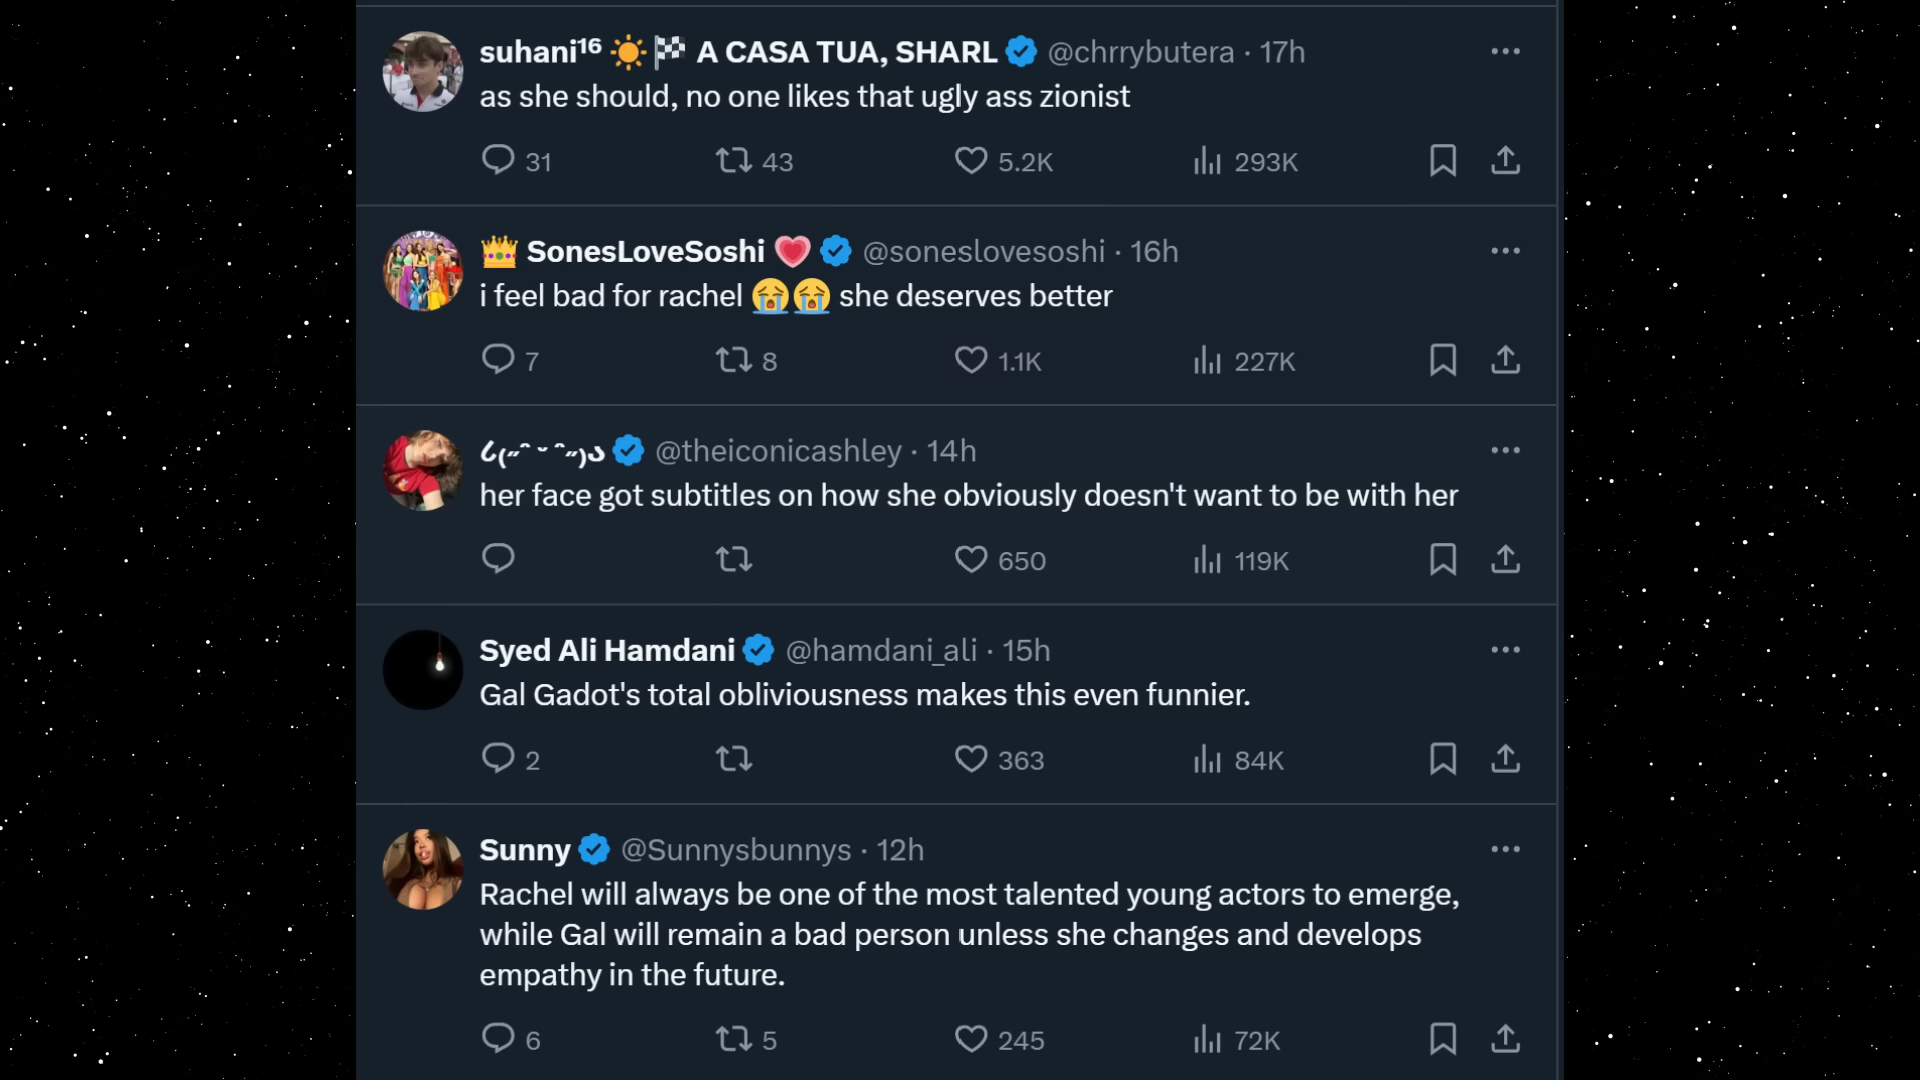 suhani¹⁶ ☀️🏁 A CASA TUA, SHARL @chrrybutera · 17h
as she should, no one likes that ugly ass zionist
31 43 5.2K 293K
👑 SonesLoveSoshi 💗 @soneslovesoshi · 16h
i feel bad for rachel 😭😭 she deserves better
7 8 1.1K 227K
૮₍˶ᵔ ᵕ ᵔ˶₎ა @theiconicashley · 14h
her face got subtitles on how she obviously doesn't want to be with her
650 119K
Syed Ali Hamdani @hamdani_ali · 15h
Gal Gadot's total obliviousness makes this even funnier.
2 363 84K
Sunny @Sunnysbunnys · 12h
Rachel will always be one of the most talented young actors to emerge,
while Gal will remain a bad person unless she changes and develops
empathy in the future.
6 5 245 72K